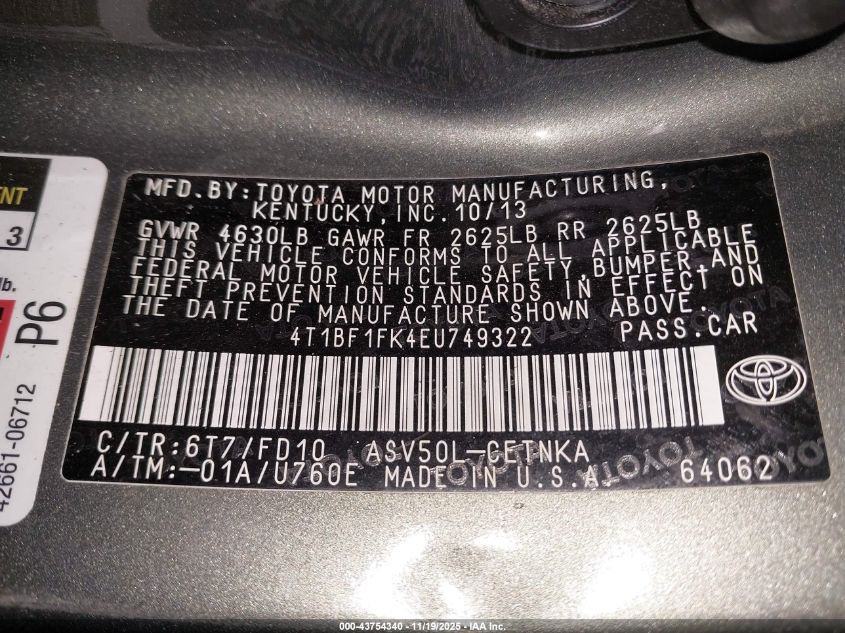 MFD.BY:TOYOTA MOTOR MANUFACTURING,
KENTUCKY,INC.10/13
GVWR 4630LB GAWR FR 2625LB RR 2625LB
THIS VEHICLE CONFORMS TO ALL APPLICABLE
FEDERAL MOTOR VEHICLE SAFETY,BUMPER,AND
THEFT PREVENTION STANDARDS IN EFFECT ON
THE DATE OF MANUFACTURE SHOWN ABOVE.
4T1BF1FK4EU749322 PASS.CAR
C/TR:6T7/FD10 ASV50L-CETNKA
A/TM:-01A/U760E MADE IN U.S.A. 64062
3
lb.
P6
42661-06712
TOYOTA
000-43754340 - 11/19/2025 - IAA Inc.